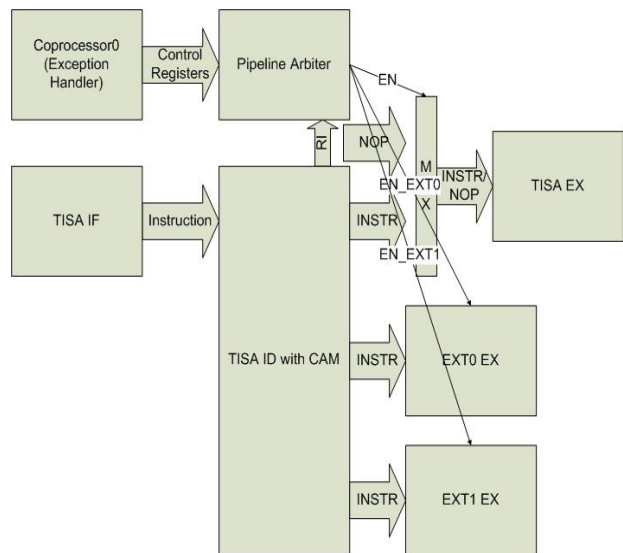 Coprocessor0
(Exception
Handler)
Control
Registers
Pipeline Arbiter
EN
RI
NOP
M
X
EN_EXT0
INSTR/
NOP
TISA EX
TISA IF
Instruction
INSTR
EN_EXT1
TISA ID with CAM
INSTR
EXT0 EX
INSTR
EXT1 EX